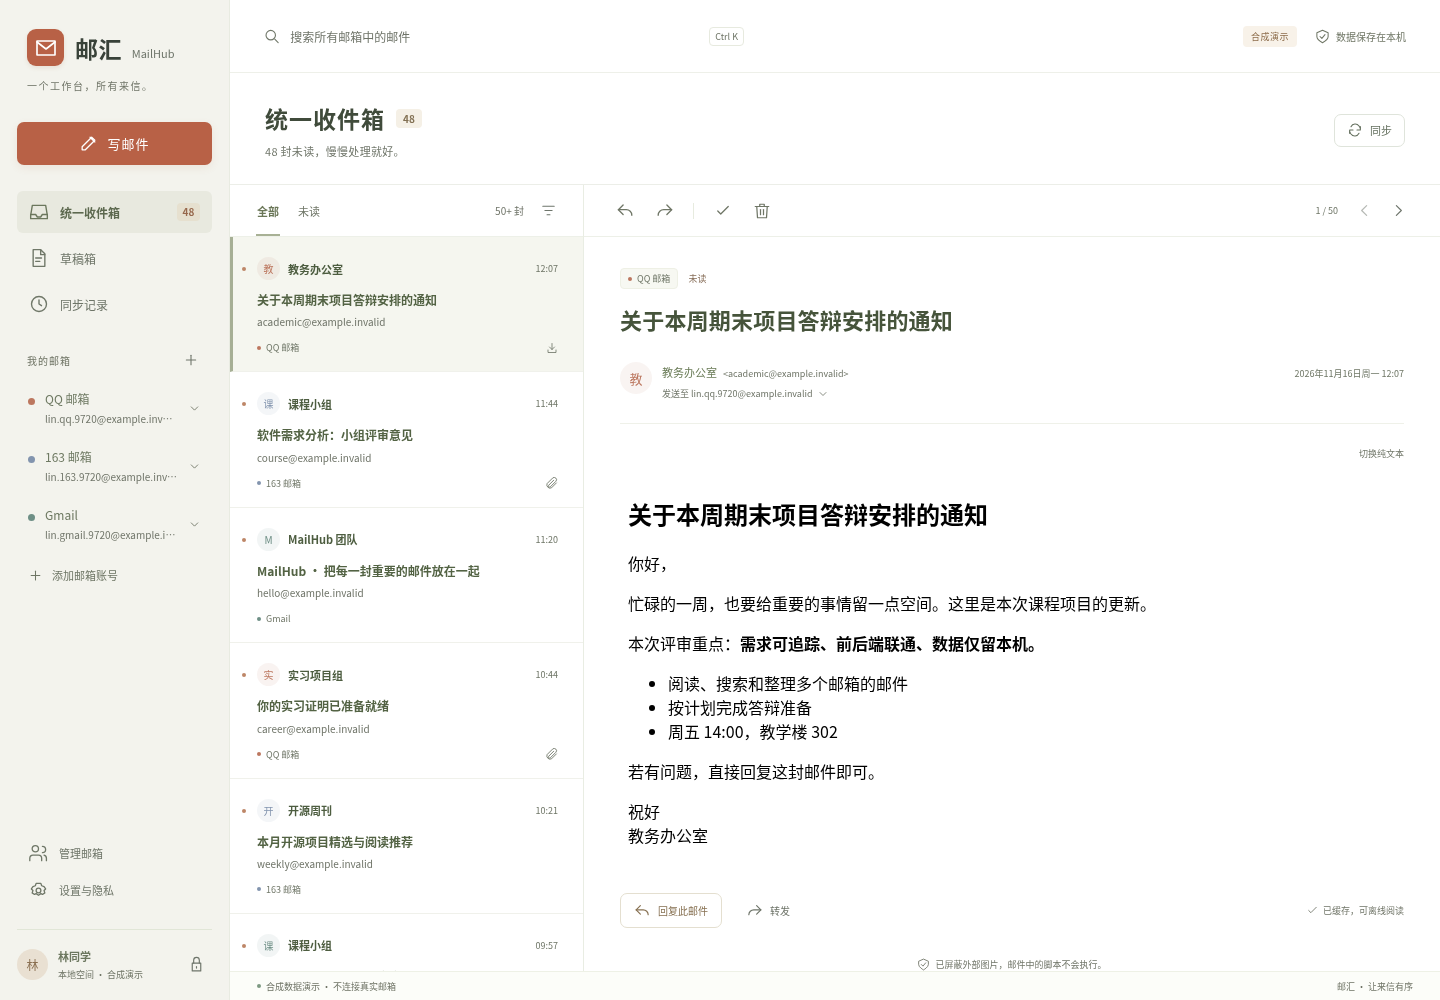 邮汇 MailHub
一个工作台，所有来信。
写邮件
统一收件箱 48
草稿箱
同步记录
我的邮箱
QQ 邮箱
lin.qq.9720@example.inv···
163 邮箱
lin.163.9720@example.inv···
Gmail
lin.gmail.9720@example.i···
添加邮箱账号
管理邮箱
设置与隐私
林 林同学
本地空间 · 合成演示
搜索所有邮箱中的邮件 Ctrl K 合成演示 数据保存在本机
统一收件箱 48
48 封未读，慢慢处理就好。
同步
全部 未读 50+ 封
教 教务办公室 12:07
关于本周期末项目答辩安排的通知
academic@example.invalid
QQ 邮箱
课 课程小组 11:44
软件需求分析：小组评审意见
course@example.invalid
163 邮箱
M MailHub 团队 11:20
MailHub · 把每一封重要的邮件放在一起
hello@example.invalid
Gmail
实 实习项目组 10:44
你的实习证明已准备就绪
career@example.invalid
QQ 邮箱
开 开源周刊 10:21
本月开源项目精选与阅读推荐
weekly@example.invalid
163 邮箱
课 课程小组 09:57
1 / 50
QQ 邮箱 未读
关于本周期末项目答辩安排的通知
教 教务办公室 <academic@example.invalid> 2026年11月16日周一 12:07
发送至 lin.qq.9720@example.invalid
切换纯文本
关于本周期末项目答辩安排的通知
你好，
忙碌的一周，也要给重要的事情留一点空间。这里是本次课程项目的更新。
本次评审重点：需求可追踪、前后端联通、数据仅留本机。
• 阅读、搜索和整理多个邮箱的邮件
• 按计划完成答辩准备
• 周五 14:00，教学楼 302
若有问题，直接回复这封邮件即可。
祝好
教务办公室
回复此邮件 转发 已缓存，可离线阅读
已屏蔽外部图片，邮件中的脚本不会执行。
合成数据演示 · 不连接真实邮箱 邮汇 · 让来信有序